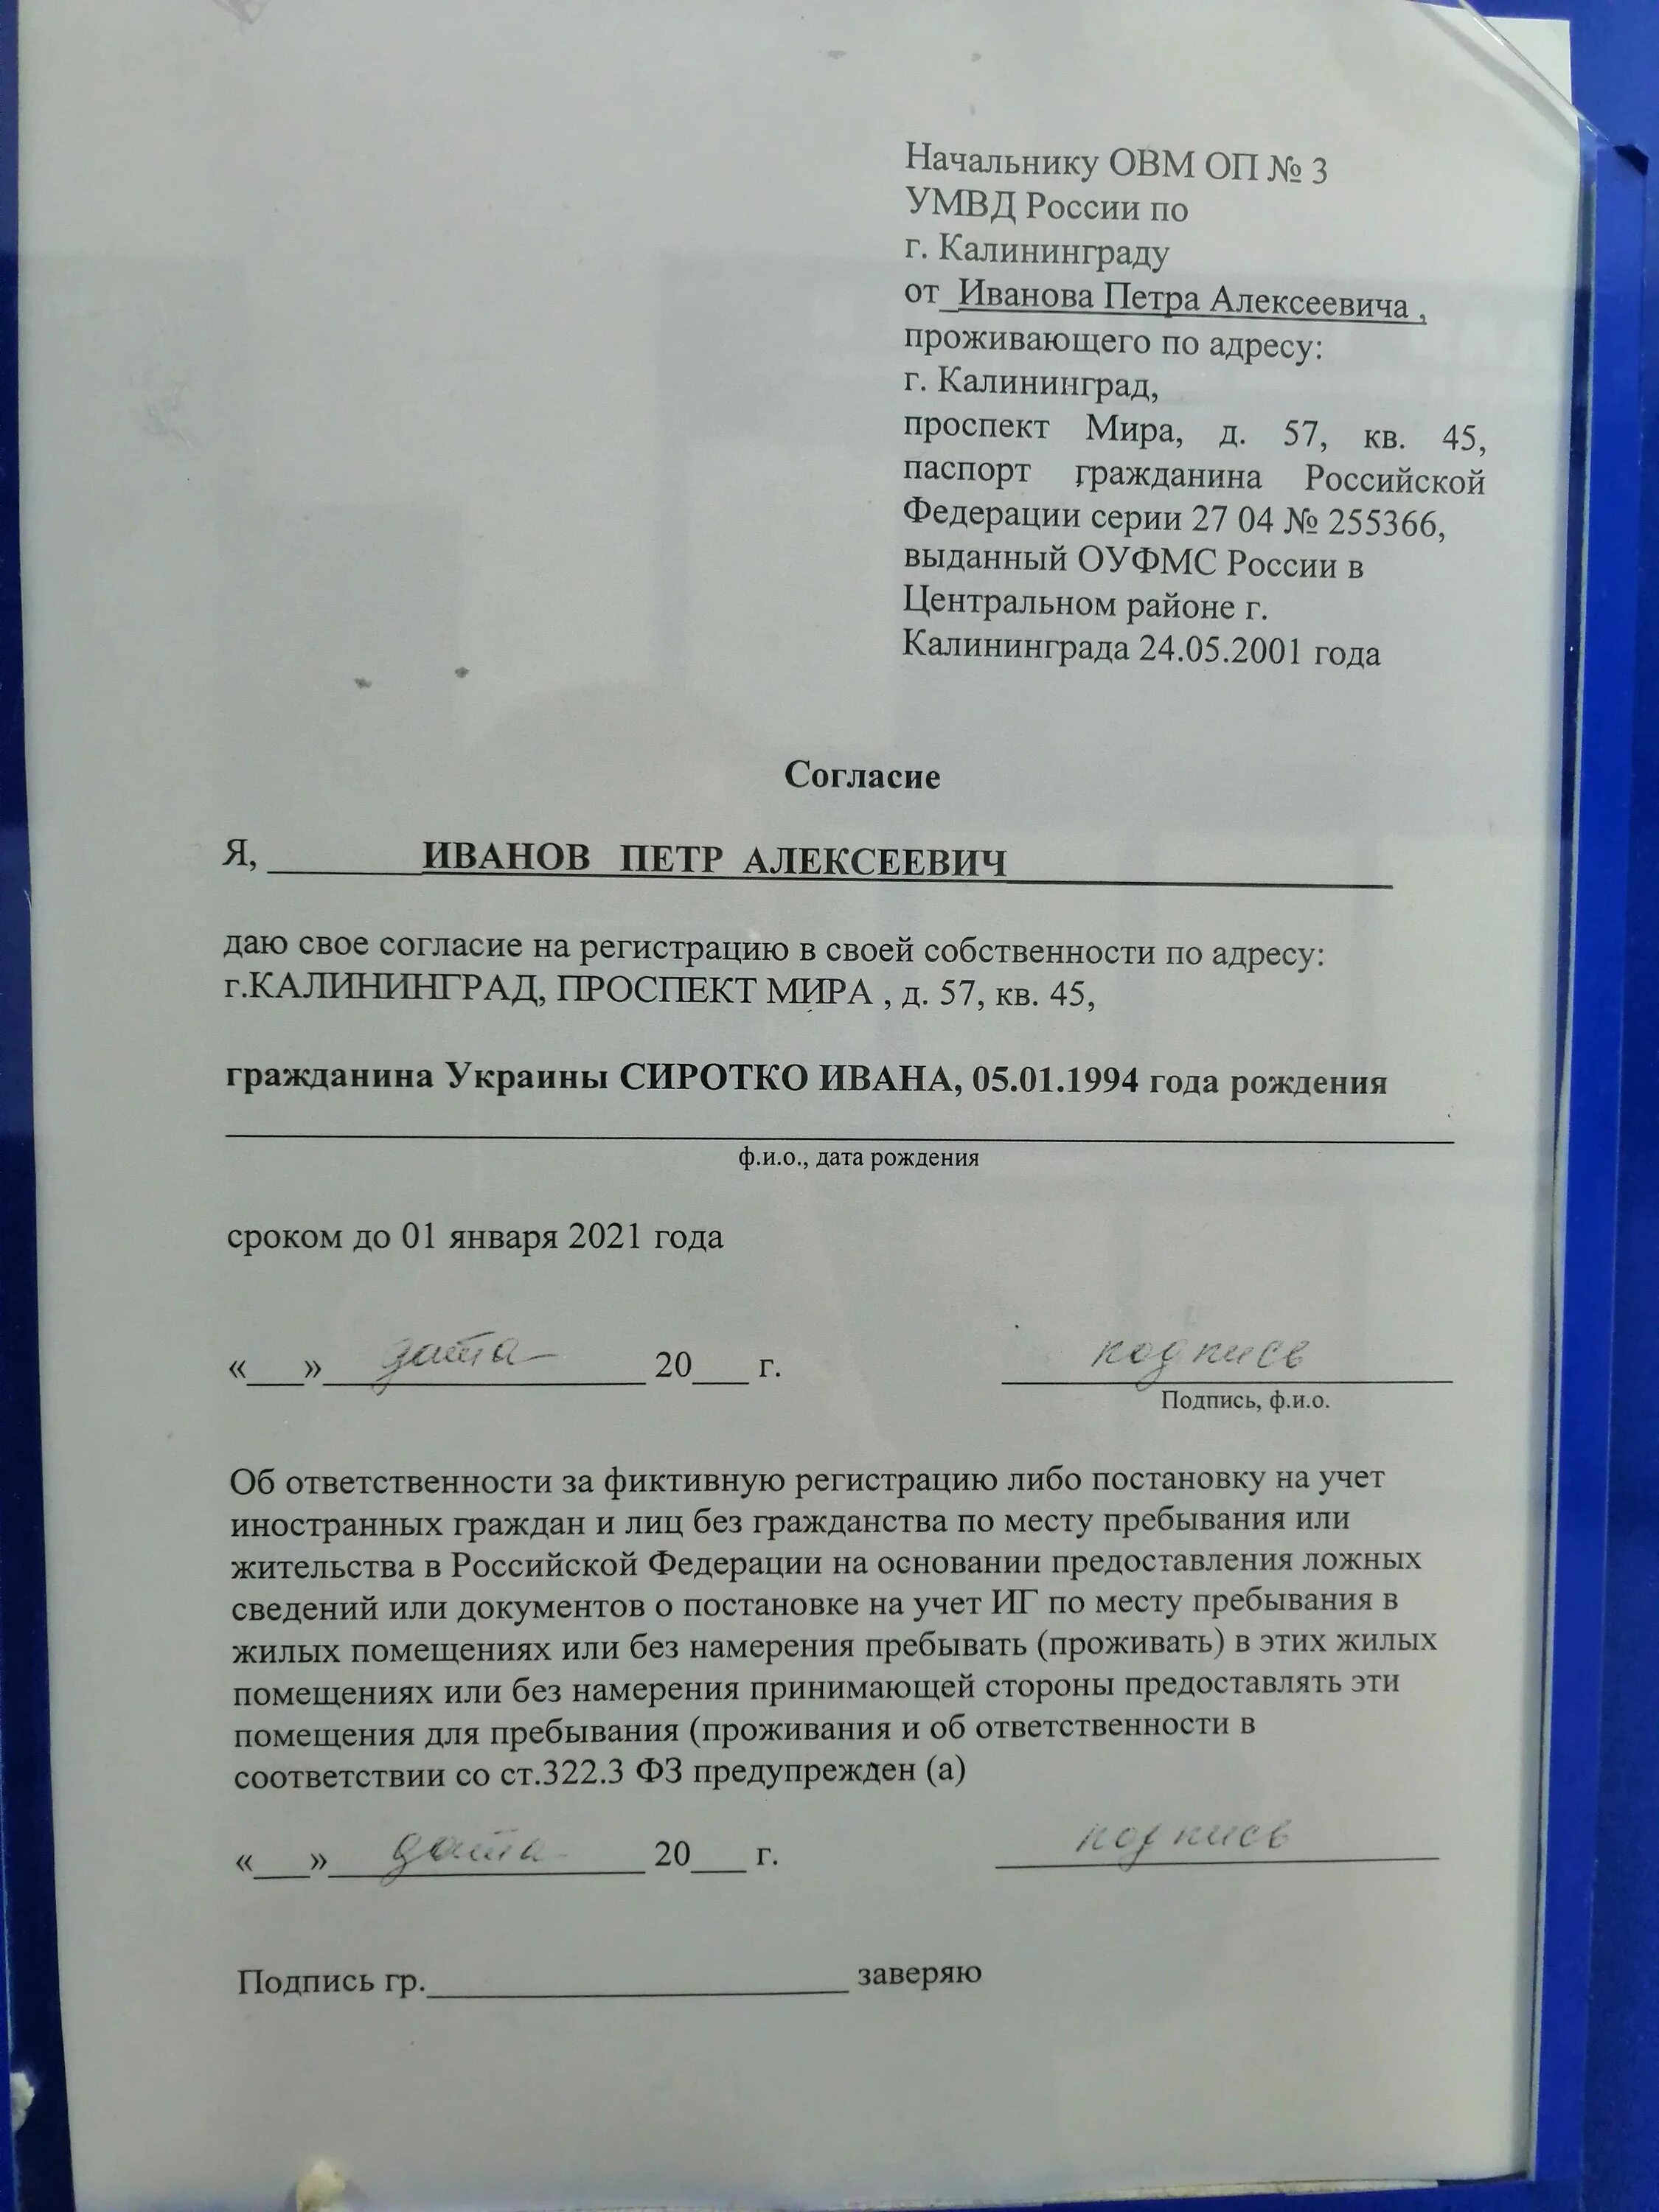 Начальнику ОВМ ОП № 3
УМВД России по
г. Калининграду
от_Иванова Петра Алексеевича ,
проживающего по адресу:
г. Калининград,
проспект Мира, д. 57, кв. 45,
паспорт гражданина Российской
Федерации серии 27 04 № 255366,
выданный ОУФМС России в
Центральном районе г.
Калининграда 24.05.2001 года
Согласие
Я, ________ИВАНОВ ПЕТР АЛЕКСЕЕВИЧ____________________
даю свое согласие на регистрацию в своей собственности по адресу:
г.КАЛИНИНГРАД, ПРОСПЕКТ МИРА , д. 57, кв. 45,
гражданина Украины СИРОТКО ИВАНА, 05.01.1994 года рождения
ф.и.о., дата рождения
сроком до 01 января 2021 года
«___» дата 20___ г. подпись
Подпись, ф.и.о.
Об ответственности за фиктивную регистрацию либо постановку на учет
иностранных граждан и лиц без гражданства по месту пребывания или
жительства в Российской Федерации на основании предоставления ложных
сведений или документов о постановке на учет ИГ по месту пребывания в
жилых помещениях или без намерения пребывать (проживать) в этих жилых
помещениях или без намерения принимающей стороны предоставлять эти
помещения для пребывания (проживания и об ответственности в
соответствии со ст.322.3 ФЗ предупрежден (а)
«___» дата 20___ г. подпись
Подпись гр.______________________ заверяю